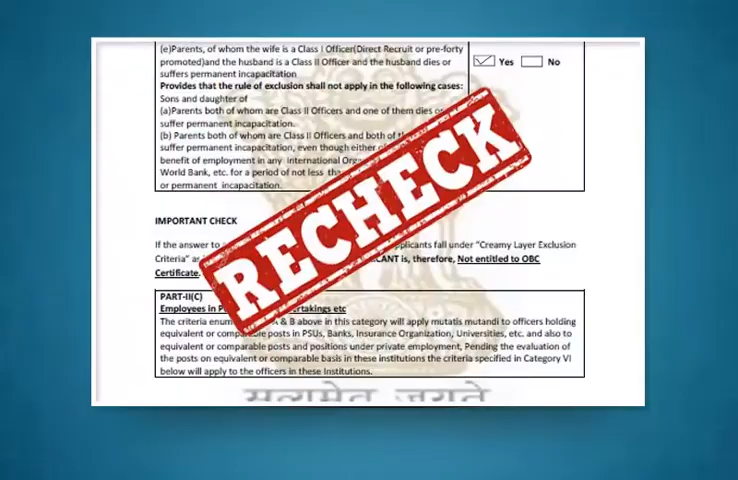 (e)Parents, of whom the wife is a Class I Officer(Direct Recruit or pre-forty
promoted)and the husband is a Class II Officer and the husband dies or
suffers permanent incapacitation
Yes No
Provides that the rule of exclusion shall not apply in the following cases:
Sons and daughter of
(a)Parents both of whom are Class II Officers and one of them dies or
suffer permanent incapacitation.
(b) Parents both of whom are Class II Officers and both of
suffer permanent incapacitation, even though either
benefit of employment in any International
World Bank, etc. for a period of not less
or permanent incapacitation.
RECHECK
IMPORTANT CHECK
If the answer to applicants fall under "Creamy Layer Exclusion
Criteria" is, therefore, Not entitled to OBC
Certificate.
PART-II(C)
Employees in
etc
The criteria & B above in this category will apply mutatis mutandi to officers holding
equivalent or comparable posts in PSUs, Banks, Insurance Organization, Universities, etc. and also to
equivalent or comparable posts and positions under private employment, Pending the evaluation of
the posts on equivalent or comparable basis in these institutions the criteria specified in Category VI
below will apply to the officers in these Institutions.
सत्यमेव जयते